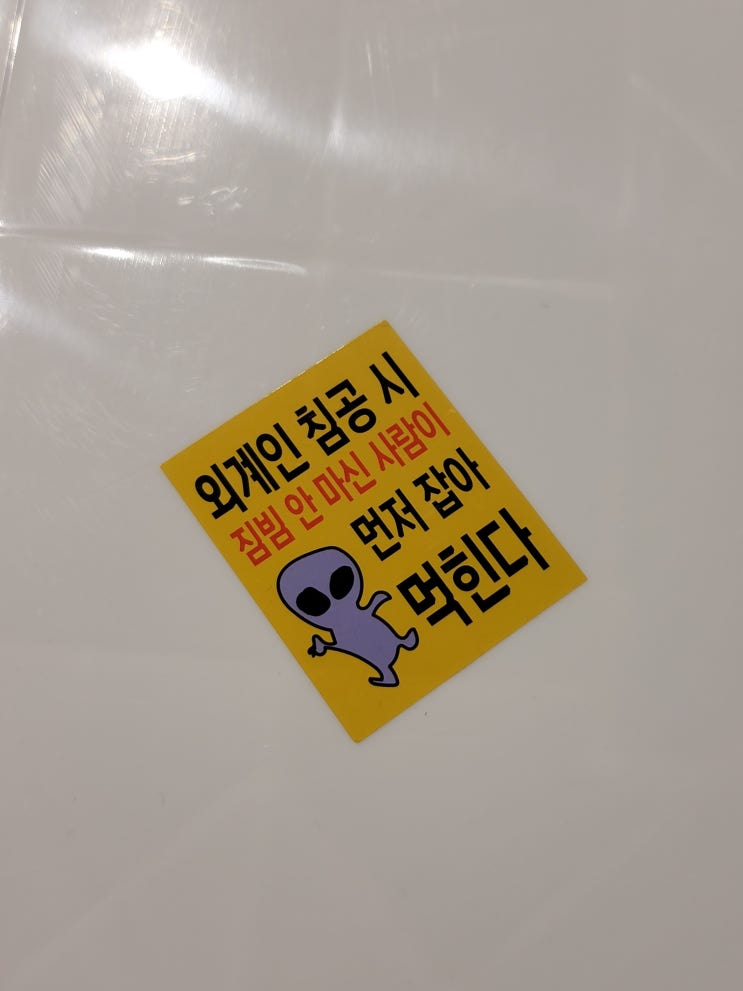 외계인 침공 시
짐빔 안 마신 사람이
먼저 잡아
먹힌다